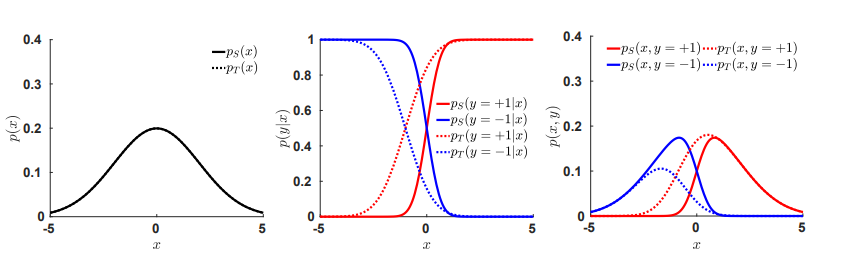 0.4
0.3
0.2
0.1
0
-5
0
5
p(x)
x
p_S(x)
p_T(x)
1
0.8
0.6
0.4
0.2
0
-5
0
5
p(y|x)
x
p_S(y = +1|x)
p_S(y = −1|x)
p_T(y = +1|x)
p_T(y = −1|x)
0.4
0.3
0.2
0.1
0
-5
0
5
p(x, y)
x
p_S(x, y = +1) p_T(x, y = +1)
p_S(x, y = −1) p_T(x, y = −1)